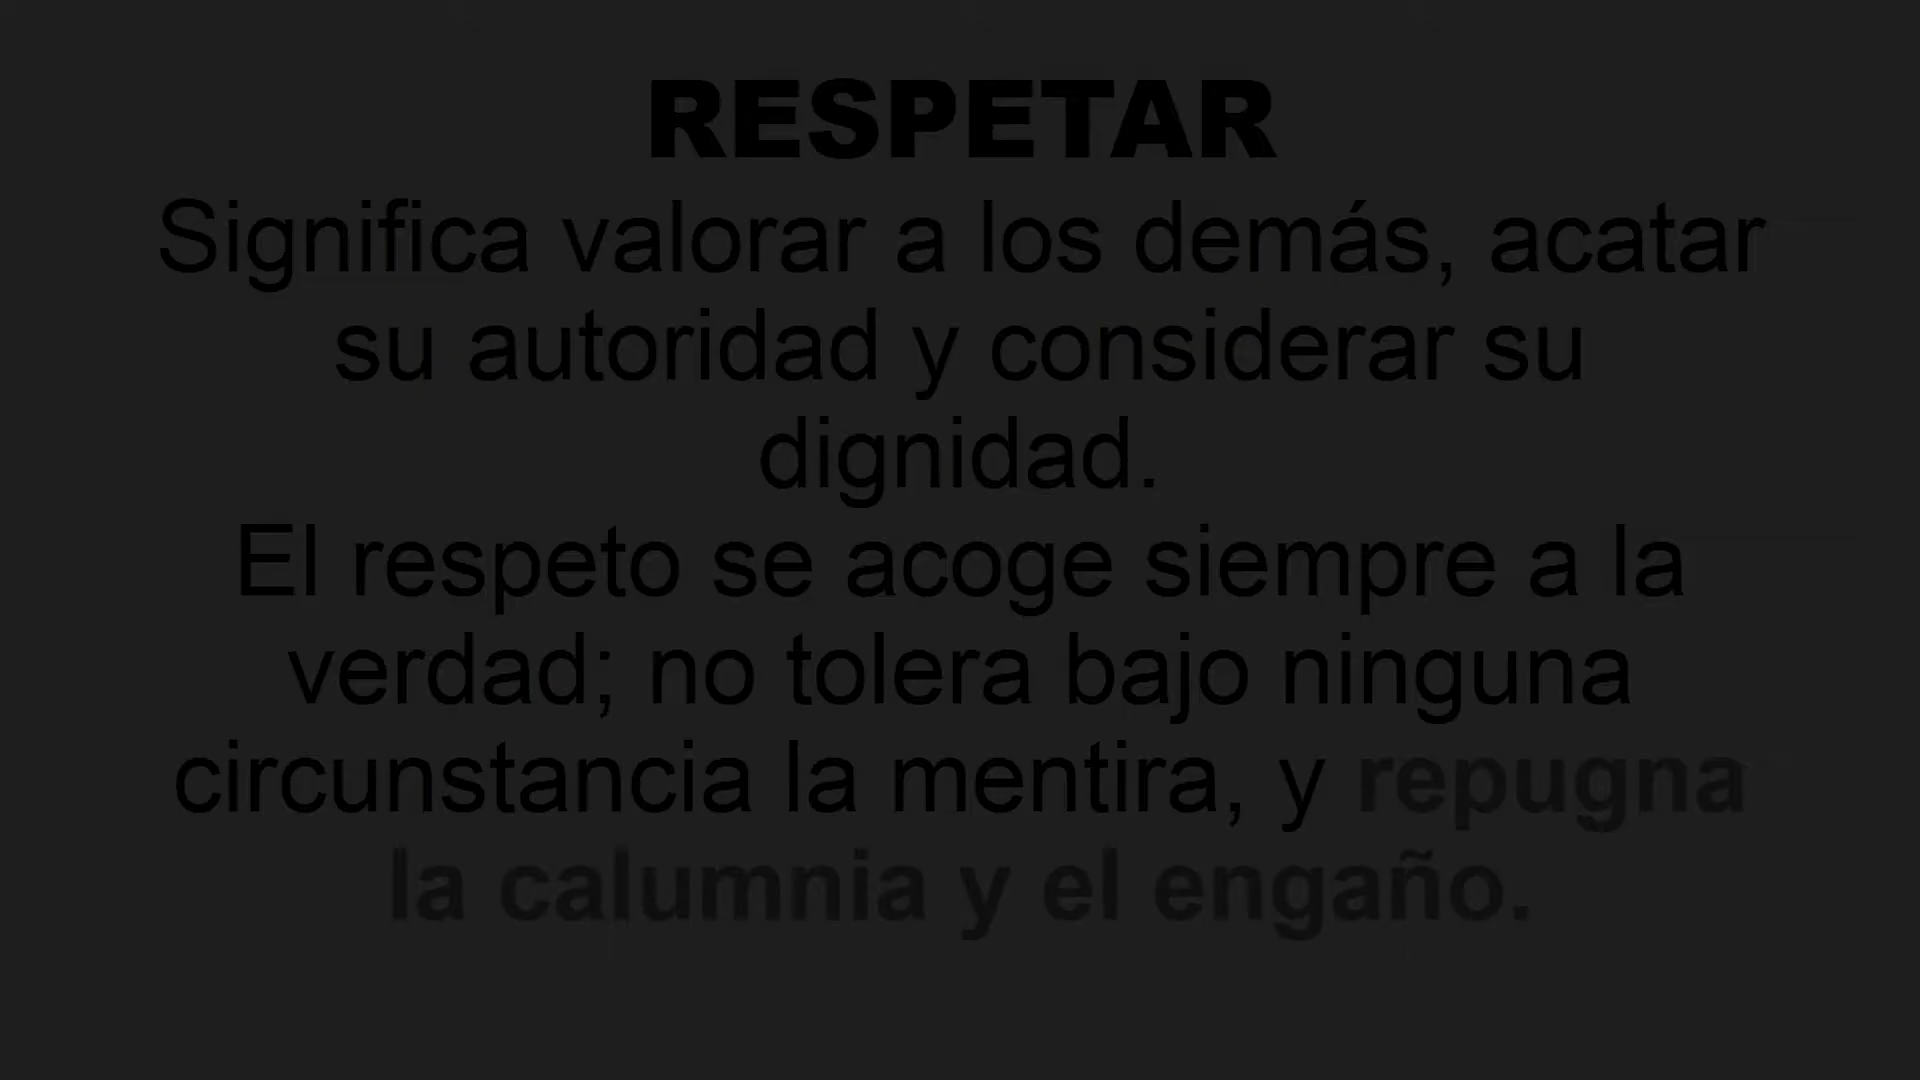 RESPETAR
Significa valorar a los demás, acatar
su autoridad y considerar su
dignidad.
El respeto se acoge siempre a la
verdad; no tolera bajo ninguna
circunstancia la mentira, y repugna
la calumnia y el engaño.